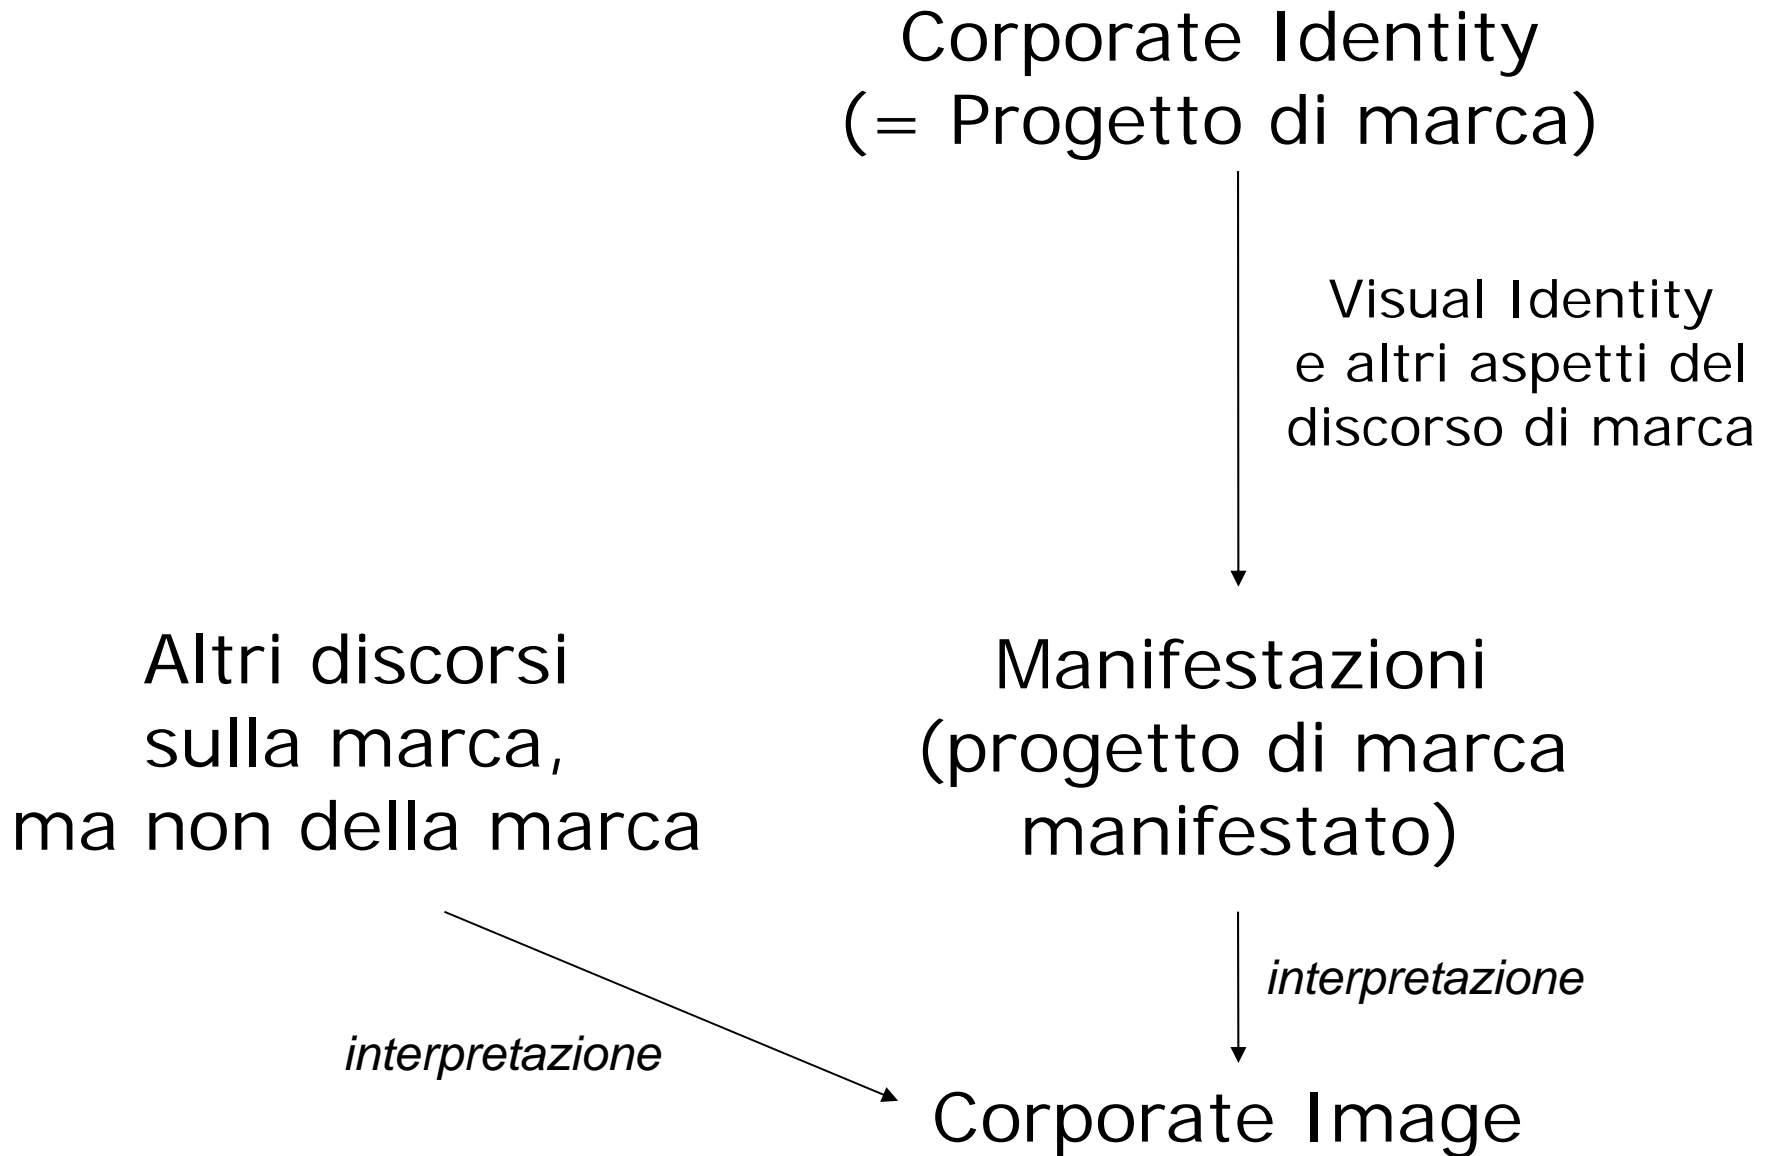 Corporate Identity
(= Progetto di marca)
Visual Identity
e altri aspetti del
discorso di marca
Altri discorsi
sulla marca,
ma non della marca
Manifestazioni
(progetto di marca
manifestato)
interpretazione
interpretazione
Corporate Image